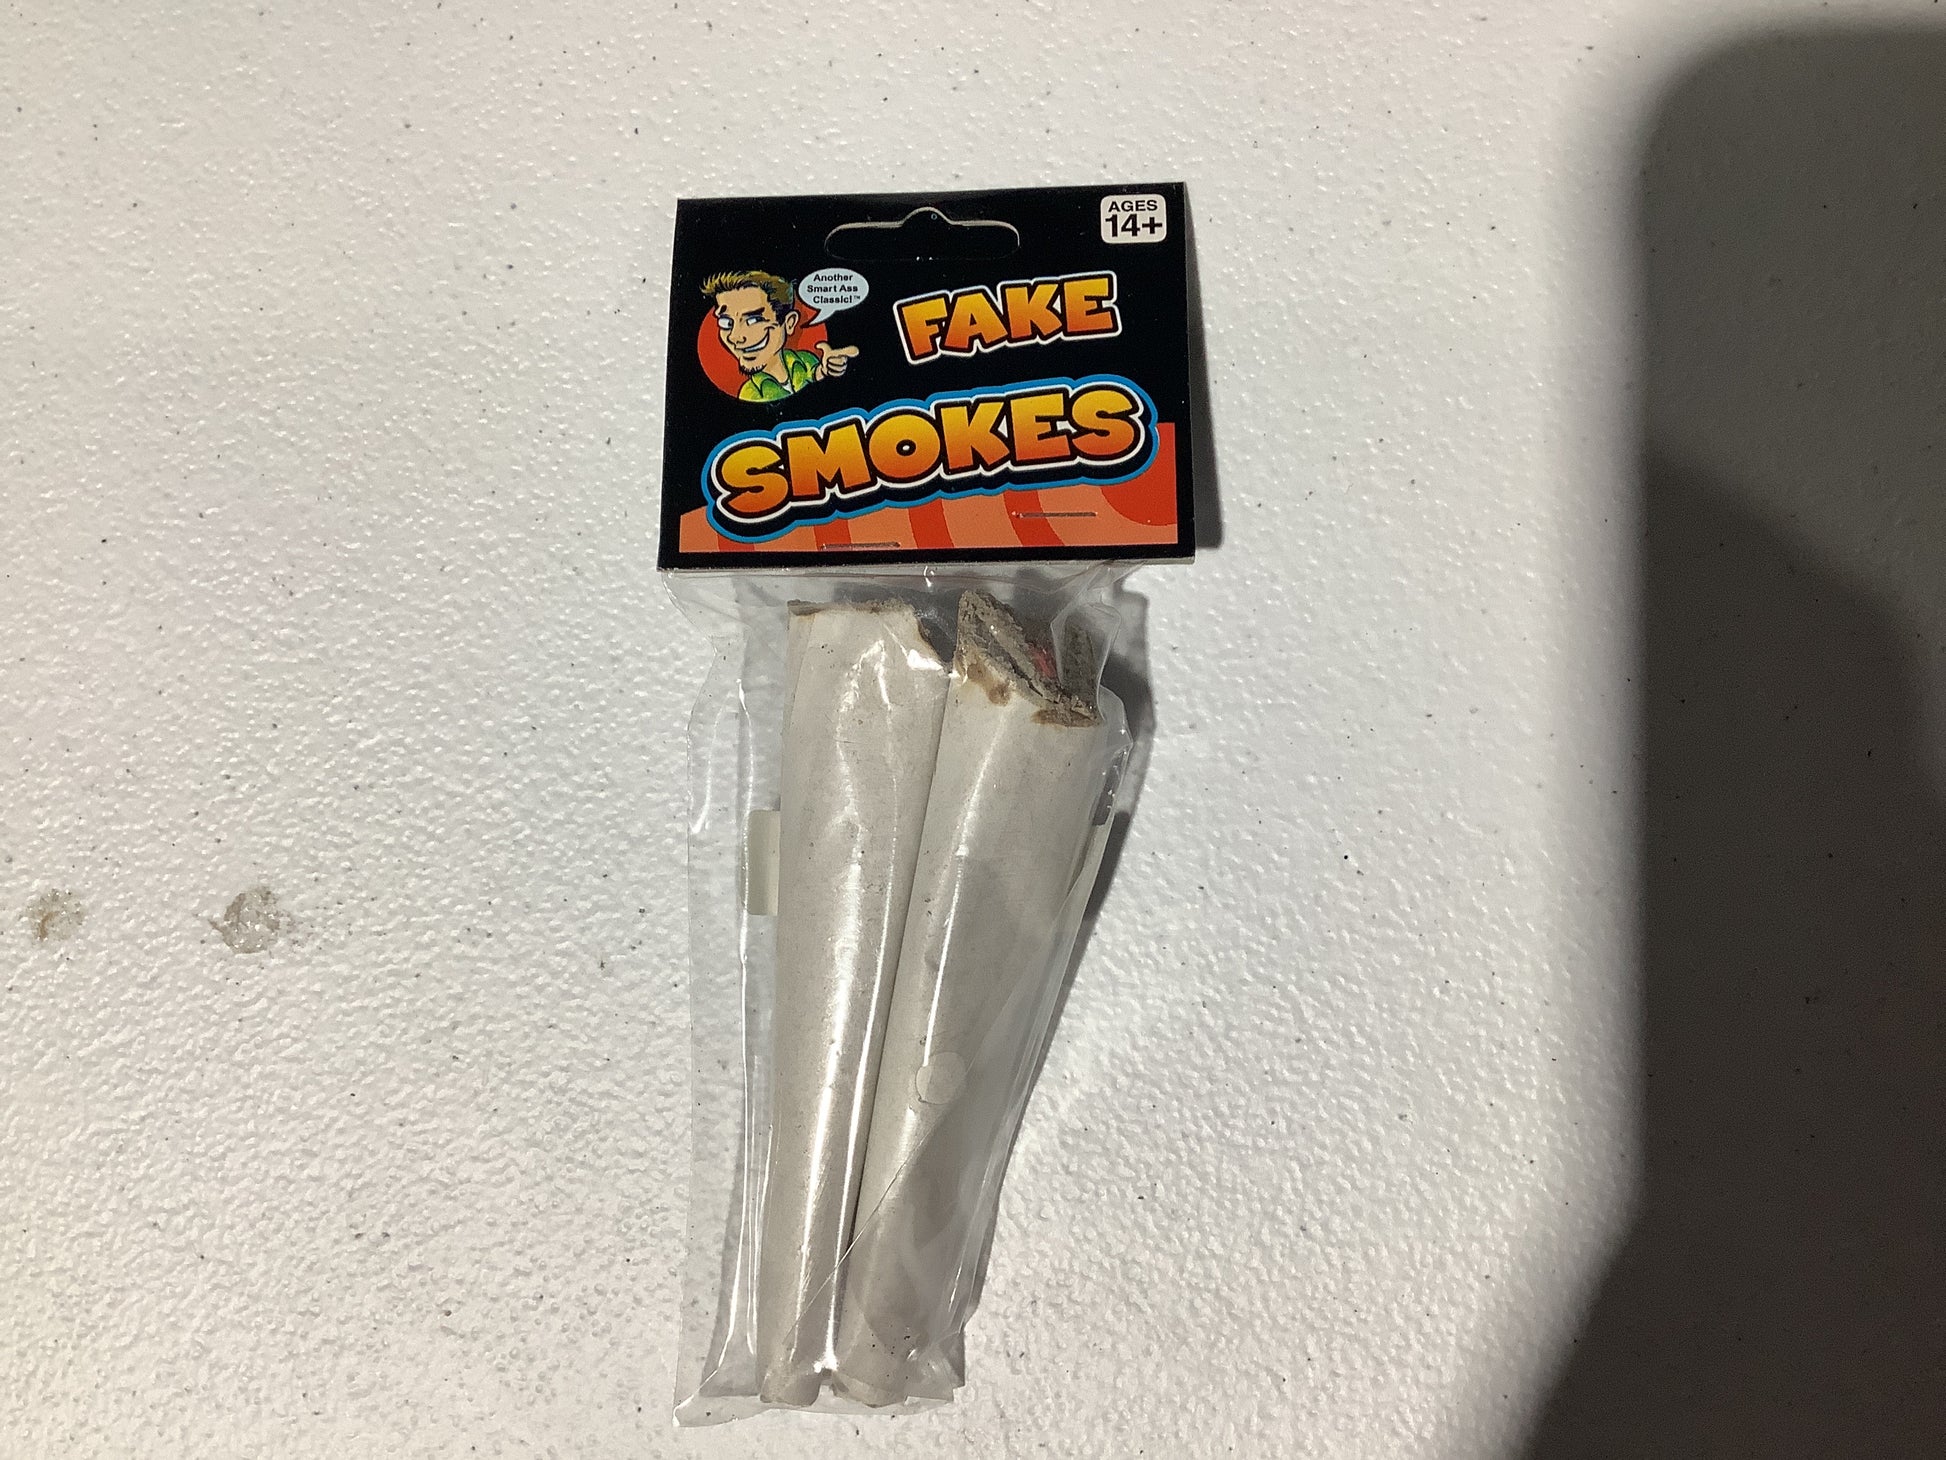 AGES
14+
Another
Smart Ass
Classic!™
FAKE
SMOKES